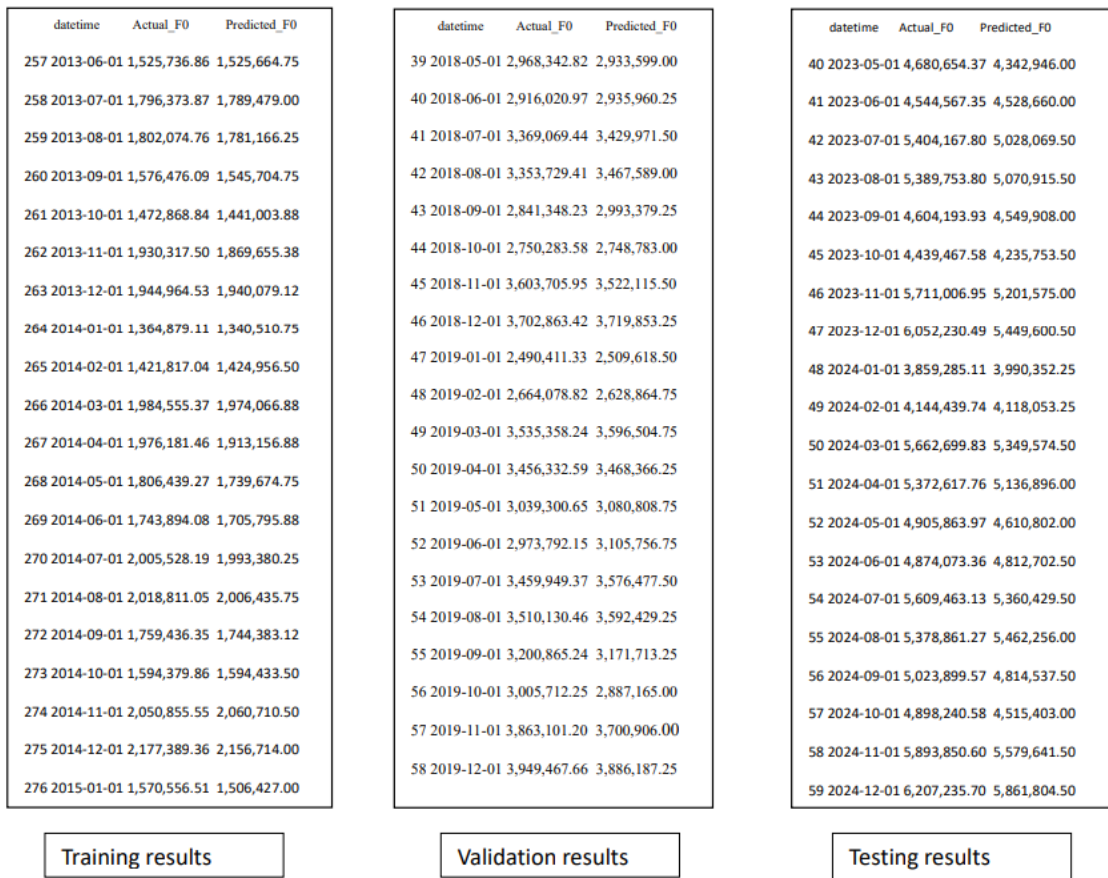 datetime Actual_F0 Predicted_F0
257 2013-06-01 1,525,736.86 1,525,664.75
258 2013-07-01 1,796,373.87 1,789,479.00
259 2013-08-01 1,802,074.76 1,781,166.25
260 2013-09-01 1,576,476.09 1,545,704.75
261 2013-10-01 1,472,868.84 1,441,003.88
262 2013-11-01 1,930,317.50 1,869,655.38
263 2013-12-01 1,944,964.53 1,940,079.12
264 2014-01-01 1,364,879.11 1,340,510.75
265 2014-02-01 1,421,817.04 1,424,956.50
266 2014-03-01 1,984,555.37 1,974,066.88
267 2014-04-01 1,976,181.46 1,913,156.88
268 2014-05-01 1,806,439.27 1,739,674.75
269 2014-06-01 1,743,894.08 1,705,795.88
270 2014-07-01 2,005,528.19 1,993,380.25
271 2014-08-01 2,018,811.05 2,006,435.75
272 2014-09-01 1,759,436.35 1,744,383.12
273 2014-10-01 1,594,379.86 1,594,433.50
274 2014-11-01 2,050,855.55 2,060,710.50
275 2014-12-01 2,177,389.36 2,156,714.00
276 2015-01-01 1,570,556.51 1,506,427.00
Training results
datetime Actual_F0 Predicted_F0
39 2018-05-01 2,968,342.82 2,933,599.00
40 2018-06-01 2,916,020.97 2,935,960.25
41 2018-07-01 3,369,069.44 3,429,971.50
42 2018-08-01 3,353,729.41 3,467,589.00
43 2018-09-01 2,841,348.23 2,993,379.25
44 2018-10-01 2,750,283.58 2,748,783.00
45 2018-11-01 3,603,705.95 3,522,115.50
46 2018-12-01 3,702,863.42 3,719,853.25
47 2019-01-01 2,490,411.33 2,509,618.50
48 2019-02-01 2,664,078.82 2,628,864.75
49 2019-03-01 3,535,358.24 3,596,504.75
50 2019-04-01 3,456,332.59 3,468,366.25
51 2019-05-01 3,039,300.65 3,080,808.75
52 2019-06-01 2,973,792.15 3,105,756.75
53 2019-07-01 3,459,949.37 3,576,477.50
54 2019-08-01 3,510,130.46 3,592,429.25
55 2019-09-01 3,200,865.24 3,171,713.25
56 2019-10-01 3,005,712.25 2,887,165.00
57 2019-11-01 3,863,101.20 3,700,906.00
58 2019-12-01 3,949,467.66 3,886,187.25
Validation results
datetime Actual_F0 Predicted_F0
40 2023-05-01 4,680,654.37 4,342,946.00
41 2023-06-01 4,544,567.35 4,528,660.00
42 2023-07-01 5,404,167.80 5,028,069.50
43 2023-08-01 5,389,753.80 5,070,915.50
44 2023-09-01 4,604,193.93 4,549,908.00
45 2023-10-01 4,439,467.58 4,235,753.50
46 2023-11-01 5,711,006.95 5,201,575.00
47 2023-12-01 6,052,230.49 5,449,600.50
48 2024-01-01 3,859,285.11 3,990,352.25
49 2024-02-01 4,144,439.74 4,118,053.25
50 2024-03-01 5,662,699.83 5,349,574.50
51 2024-04-01 5,372,617.76 5,136,896.00
52 2024-05-01 4,905,863.97 4,610,802.00
53 2024-06-01 4,874,073.36 4,812,702.50
54 2024-07-01 5,609,463.13 5,360,429.50
55 2024-08-01 5,378,861.27 5,462,256.00
56 2024-09-01 5,023,899.57 4,814,537.50
57 2024-10-01 4,898,240.58 4,515,403.00
58 2024-11-01 5,893,850.60 5,579,641.50
59 2024-12-01 6,207,235.70 5,861,804.50
Testing results